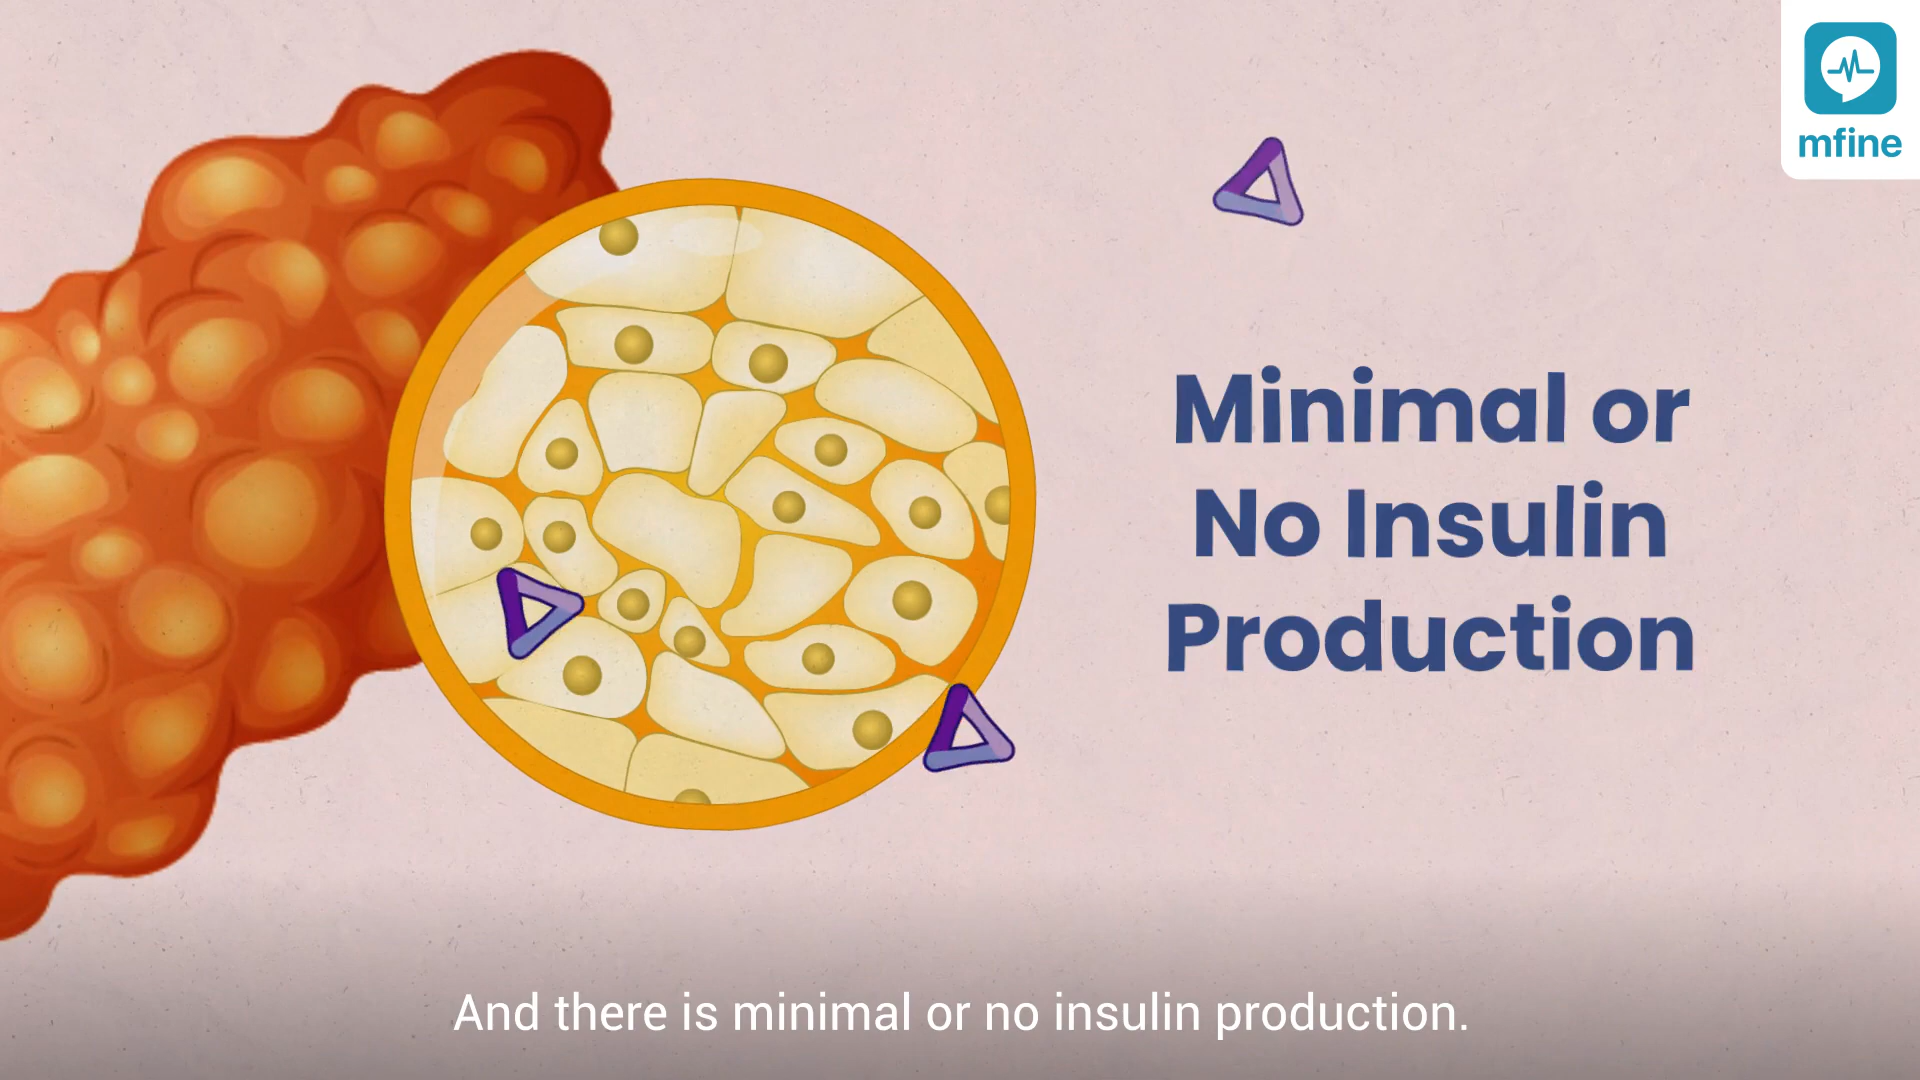 mfine
Minimal or
No Insulin
Production
And there is minimal or no insulin production.